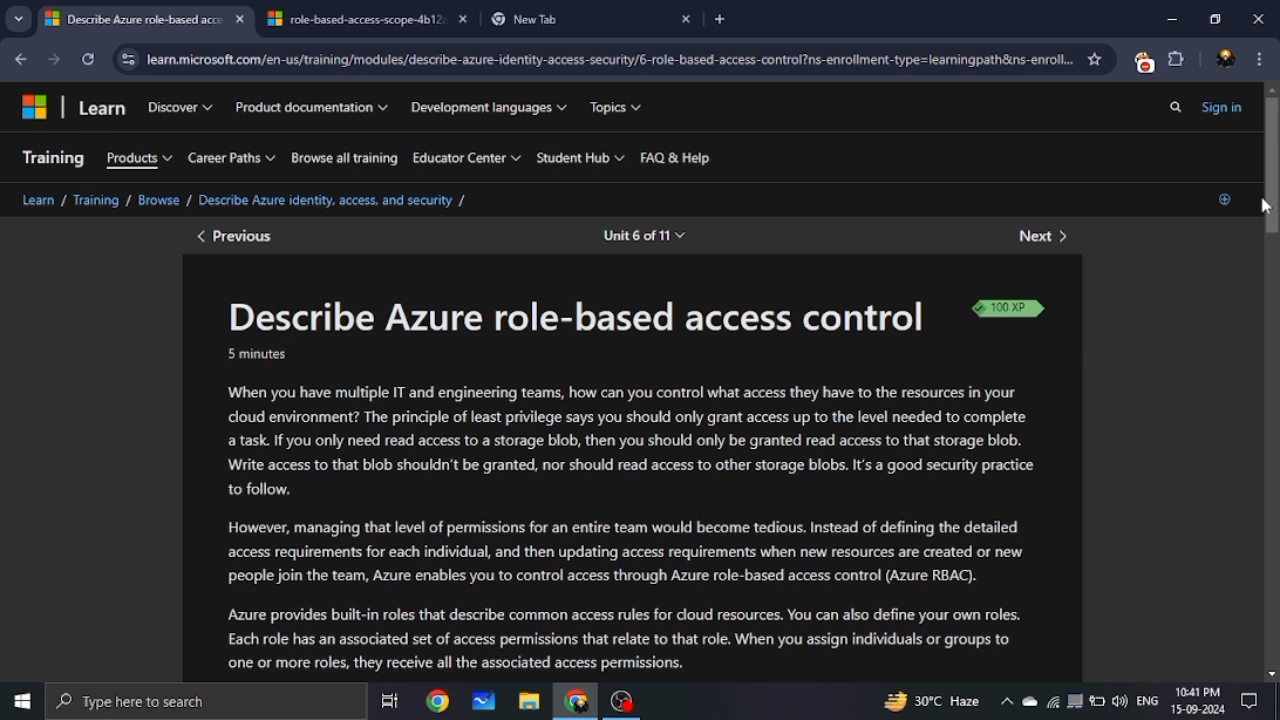 Describe Azure role-based acce
role-based-access-scope-4b12a
New Tab
learn.microsoft.com/en-us/training/modules/describe-azure-identity-access-security/6-role-based-access-control?ns-enrollment-type=learningpath&ns-enroll...
Learn Discover Product documentation Development languages Topics Sign in
Training Products Career Paths Browse all training Educator Center Student Hub FAQ & Help
Learn / Training / Browse / Describe Azure identity, access, and security /
Previous Unit 6 of 11 Next
Describe Azure role-based access control
100 XP
5 minutes
When you have multiple IT and engineering teams, how can you control what access they have to the resources in your
cloud environment? The principle of least privilege says you should only grant access up to the level needed to complete
a task. If you only need read access to a storage blob, then you should only be granted read access to that storage blob.
Write access to that blob shouldn't be granted, nor should read access to other storage blobs. It's a good security practice
to follow.
However, managing that level of permissions for an entire team would become tedious. Instead of defining the detailed
access requirements for each individual, and then updating access requirements when new resources are created or new
people join the team, Azure enables you to control access through Azure role-based access control (Azure RBAC).
Azure provides built-in roles that describe common access rules for cloud resources. You can also define your own roles.
Each role has an associated set of access permissions that relate to that role. When you assign individuals or groups to
one or more roles, they receive all the associated access permissions.
Type here to search
30°C Haze
ENG
10:41 PM
15-09-2024